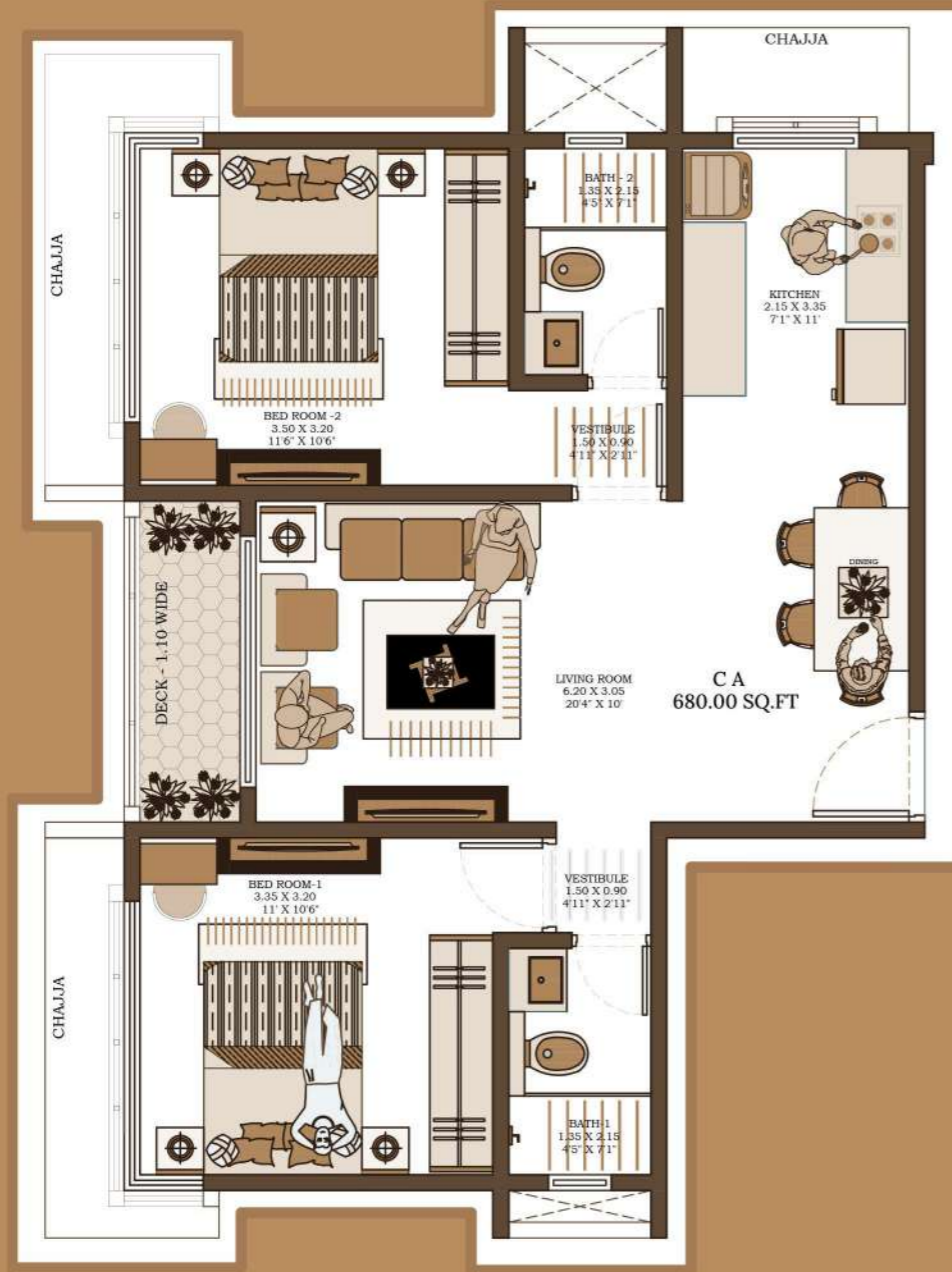 CHAJJA
CHAJJA
BATH - 2
1.35 X 2.15
4'5" X 7'1"
KITCHEN
2.15 X 3.35
7'1" X 11'
BED ROOM -2
3.50 X 3.20
11'6" X 10'6"
VESTIBULE
1.50 X 0.90
4'11" X 2'11"
DECK - 1.10 WIDE
DINING
LIVING ROOM
6.20 X 3.05
20'4" X 10'
C A
680.00 SQ.FT
BED ROOM-1
3.35 X 3.20
11' X 10'6"
VESTIBULE
1.50 X 0.90
4'11" X 2'11"
CHAJJA
BATH-1
1.35 X 2.15
4'5" X 7'1"